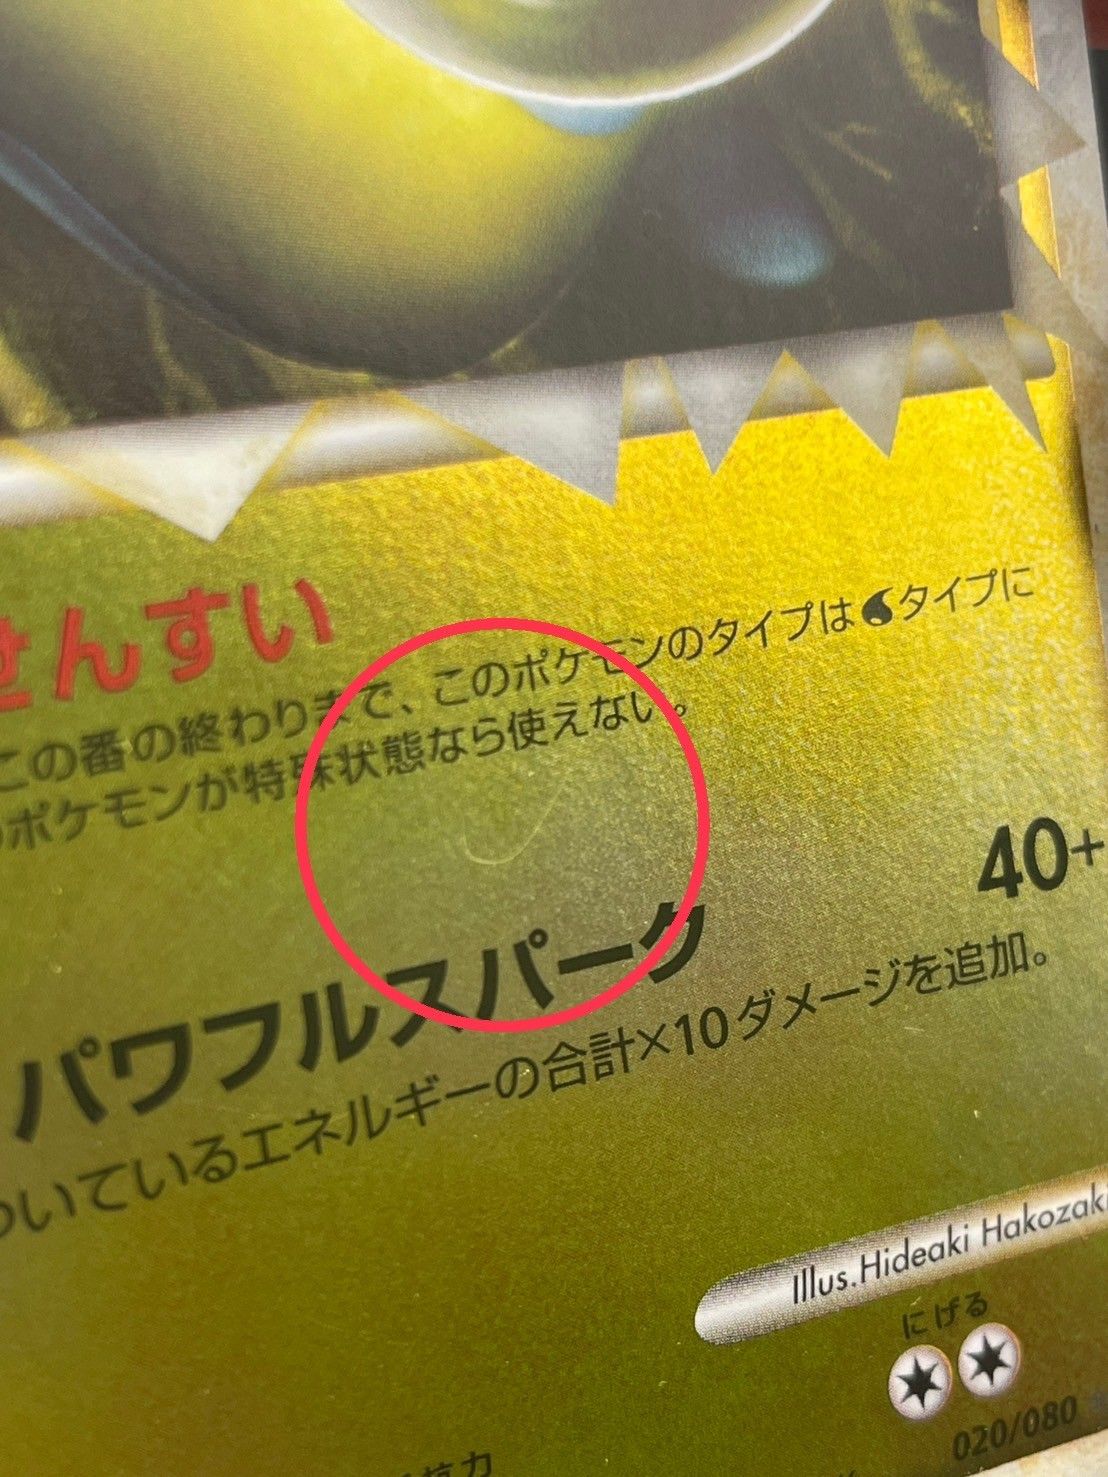 せんすい
この番の終わりまで、このポケモンのタイプはタイプに
ポケモンが特殊状態なら使えない。
パワフルスパーク 40+
ついているエネルギーの合計×10ダメージを追加。
Illus.Hideaki Hakozaki
にげる
020/080
抗力